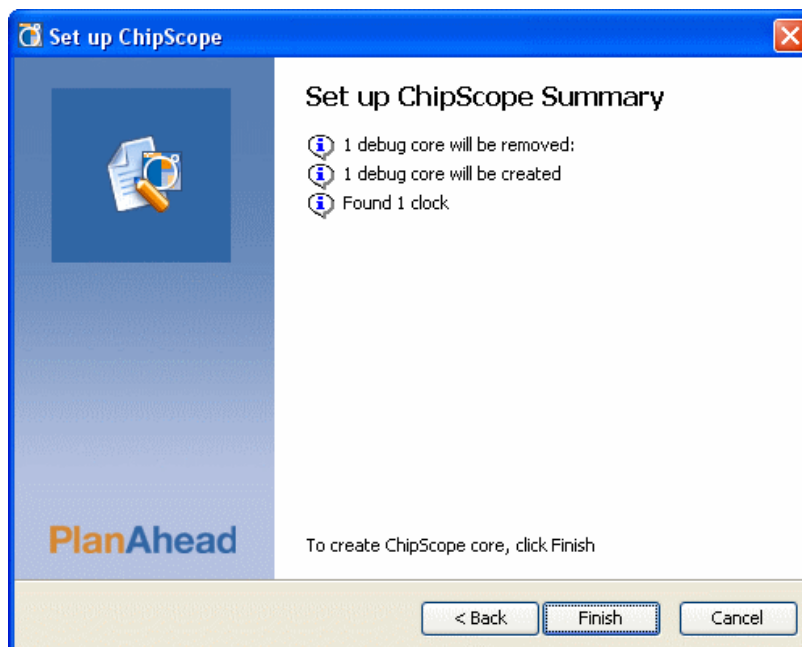 Set up ChipScope
Set up ChipScope Summary
1 debug core will be removed:
1 debug core will be created
Found 1 clock
PlanAhead
To create ChipScope core, click Finish
< Back
Finish
Cancel